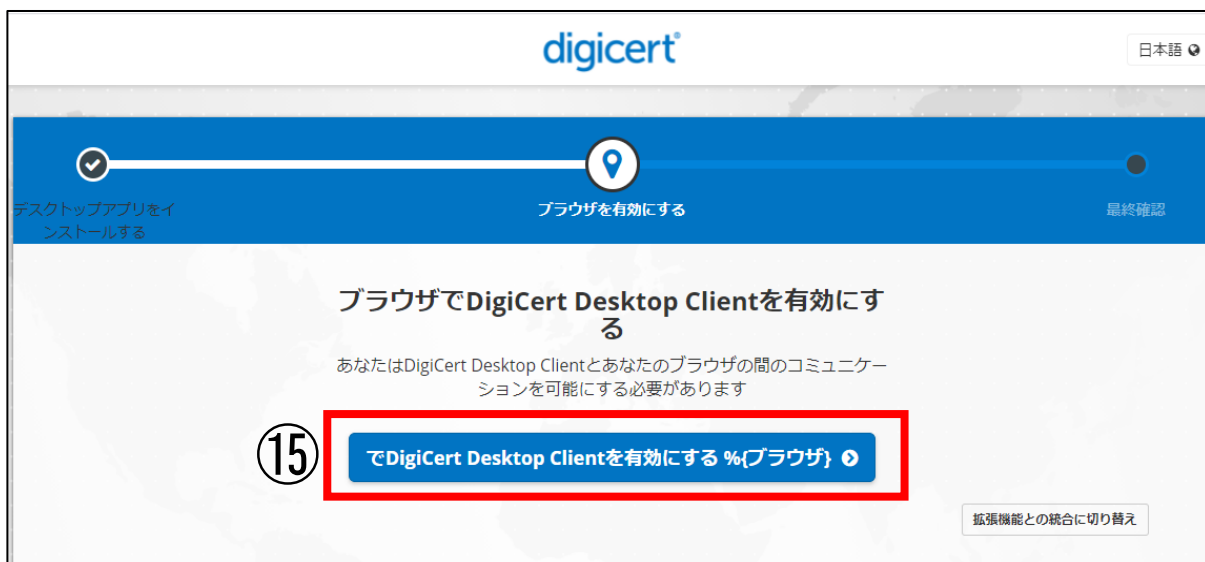 digicert
日本語
デスクトップアプリをイ
ンストールする
ブラウザを有効にする
最終確認
ブラウザでDigiCert Desktop Clientを有効にす
る
あなたはDigiCert Desktop Clientとあなたのブラウザの間のコミュニケー
ションを可能にする必要があります
⑮
でDigiCert Desktop Clientを有効にする %{ブラウザ}
拡張機能との統合に切り替え